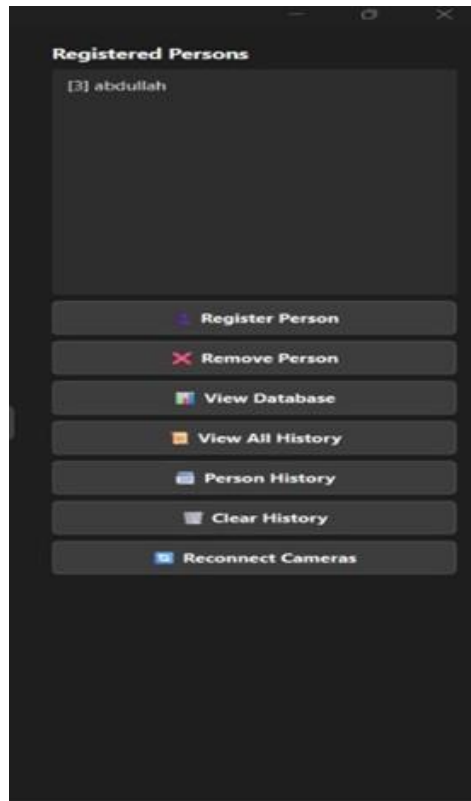 Registered Persons
[3] abdullah
Register Person
Remove Person
View Database
View All History
Person History
Clear History
Reconnect Cameras